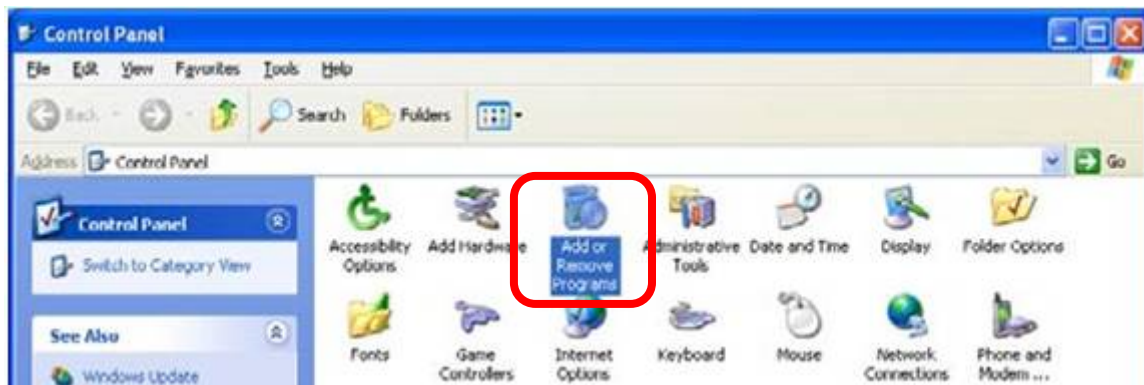 Control Panel
File Edit View Favorites Tools Help
Back Search Folders
Address Control Panel Go
Control Panel
Switch to Category View
See Also
Windows Update
Accessibility Options
Add Hardware
Add or Remove Programs
Administrative Tools
Date and Time
Display
Folder Options
Fonts
Game Controllers
Internet Options
Keyboard
Mouse
Network Connections
Phone and Modem ...